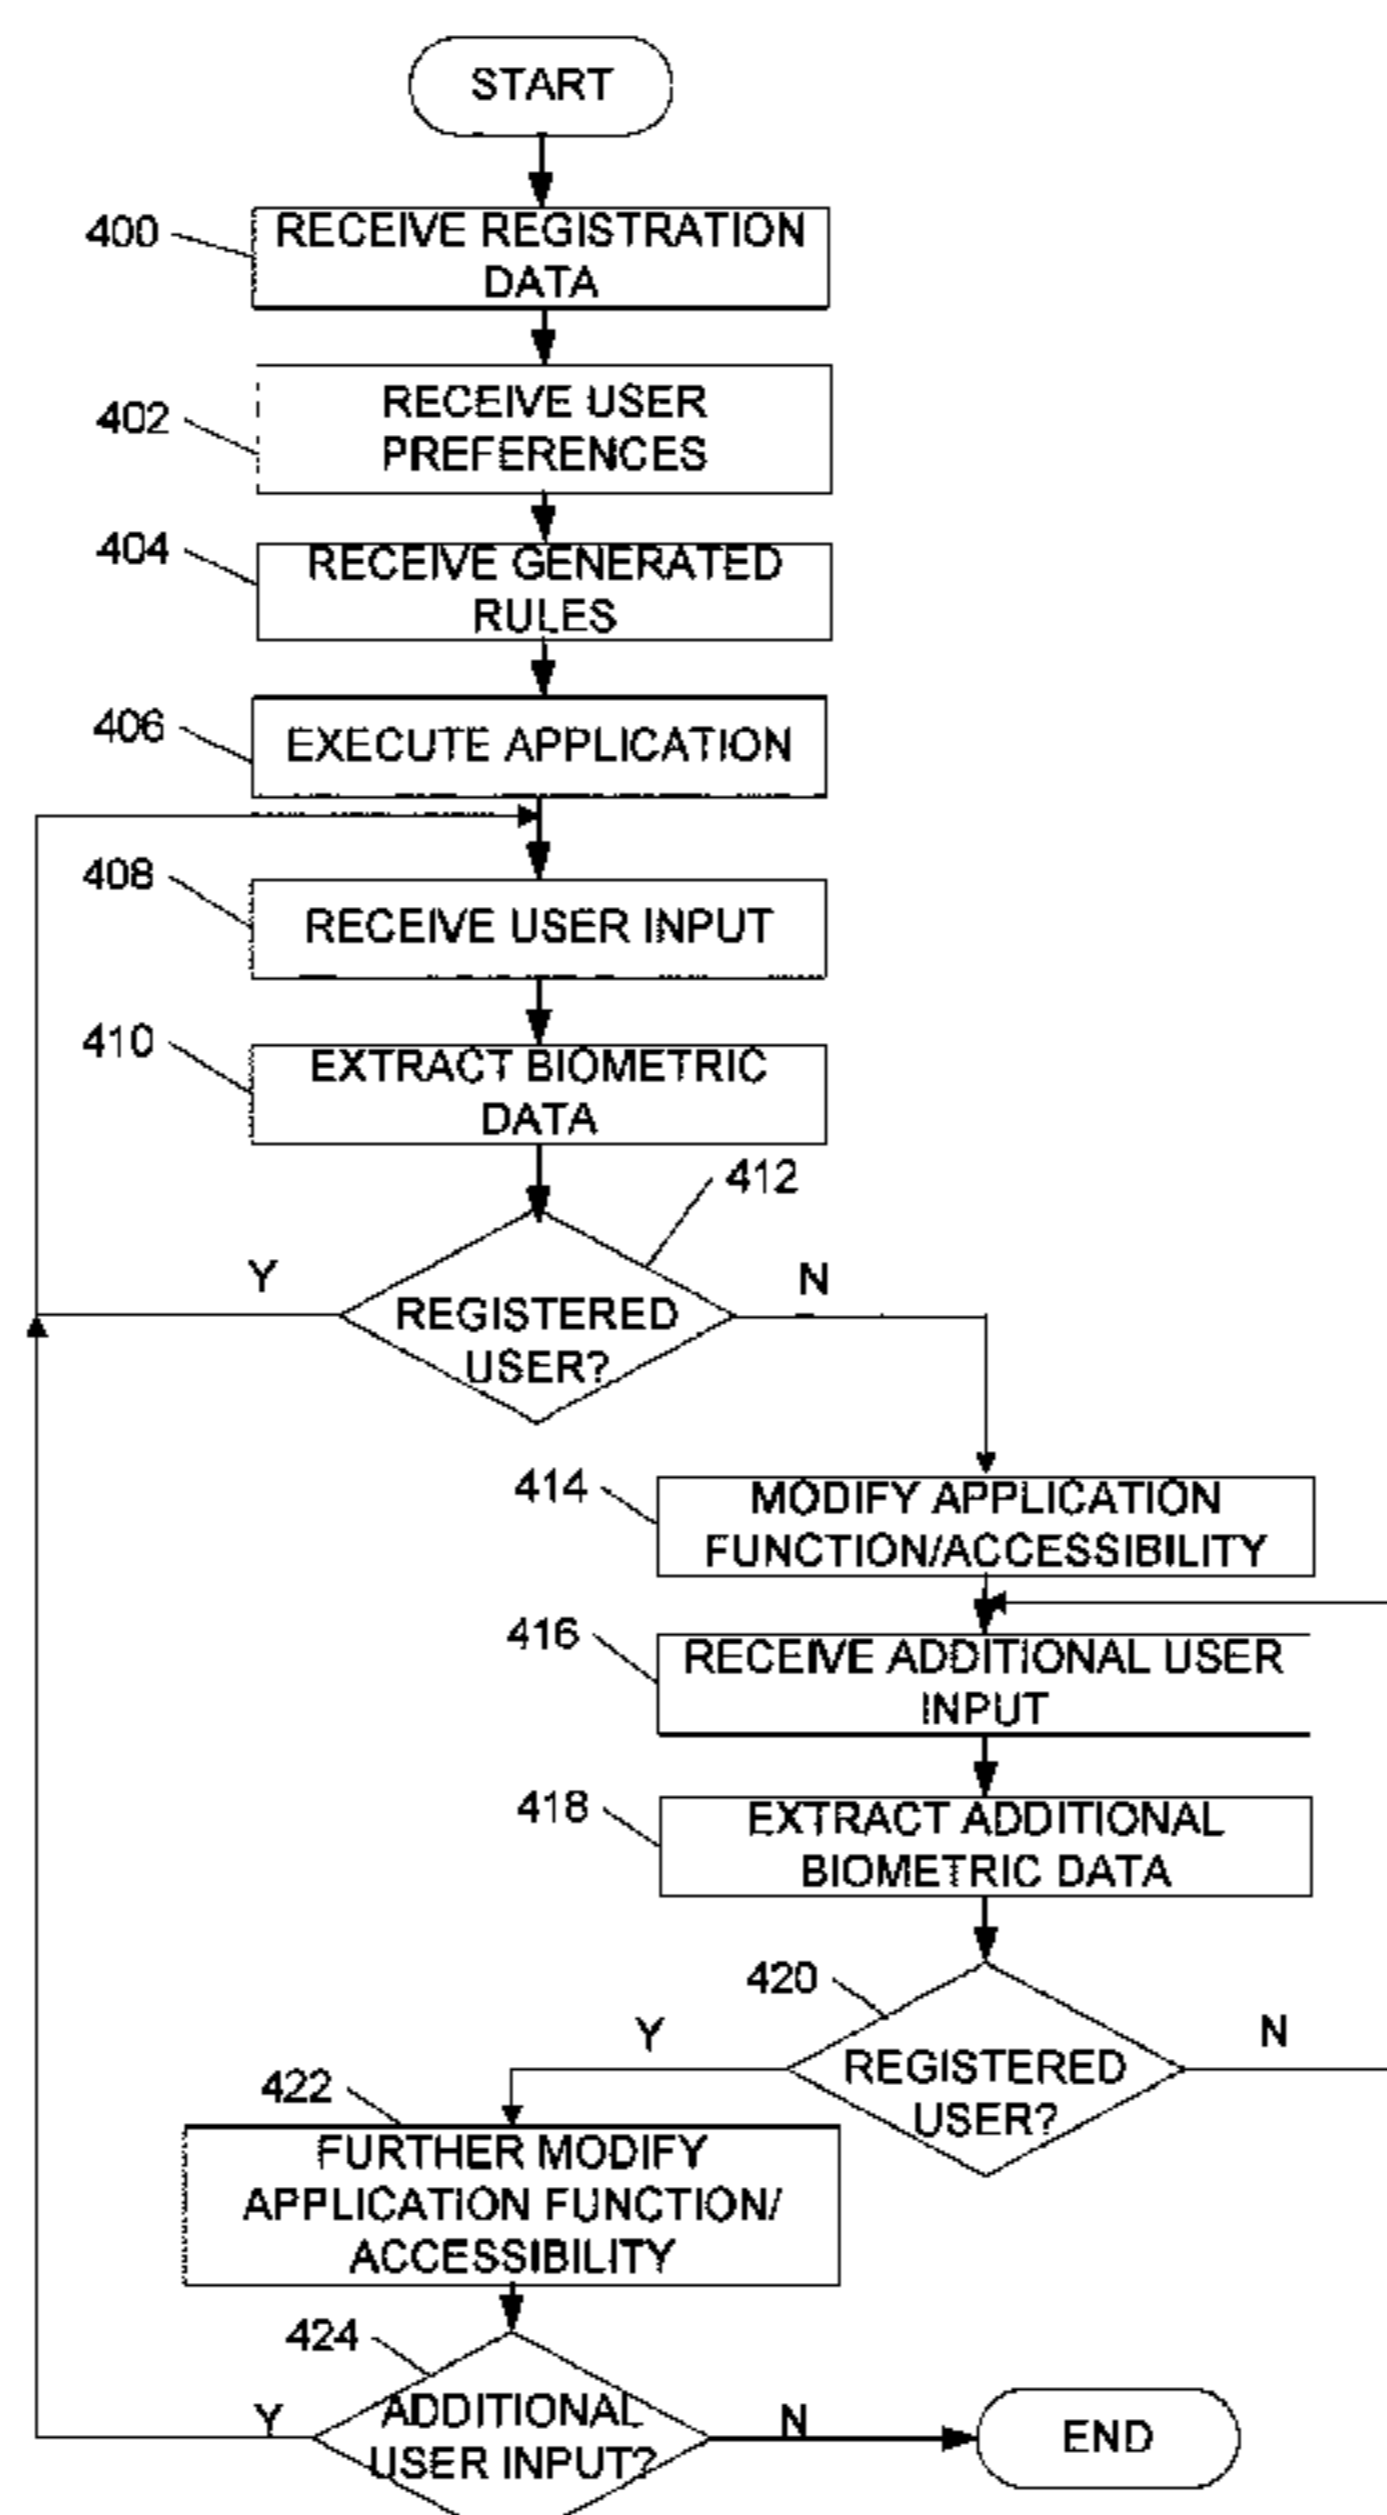 START
400
RECEIVE REGISTRATION
DATA
402
RECEIVE USER
PREFERENCES
404
RECEIVE GENERATED
RULES
406
EXECUTE APPLICATION
408
RECEIVE USER INPUT
410
EXTRACT BIOMETRIC
DATA
412
Y
N
REGISTERED
USER?
414
MODIFY APPLICATION
FUNCTION/ACCESSIBILITY
416
RECEIVE ADDITIONAL USER
INPUT
418
EXTRACT ADDITIONAL
BIOMETRIC DATA
420
Y
N
REGISTERED
USER?
422
FURTHER MODIFY
APPLICATION FUNCTION/
ACCESSIBILITY
424
Y
ADDITIONAL
USER INPUT?
N
END